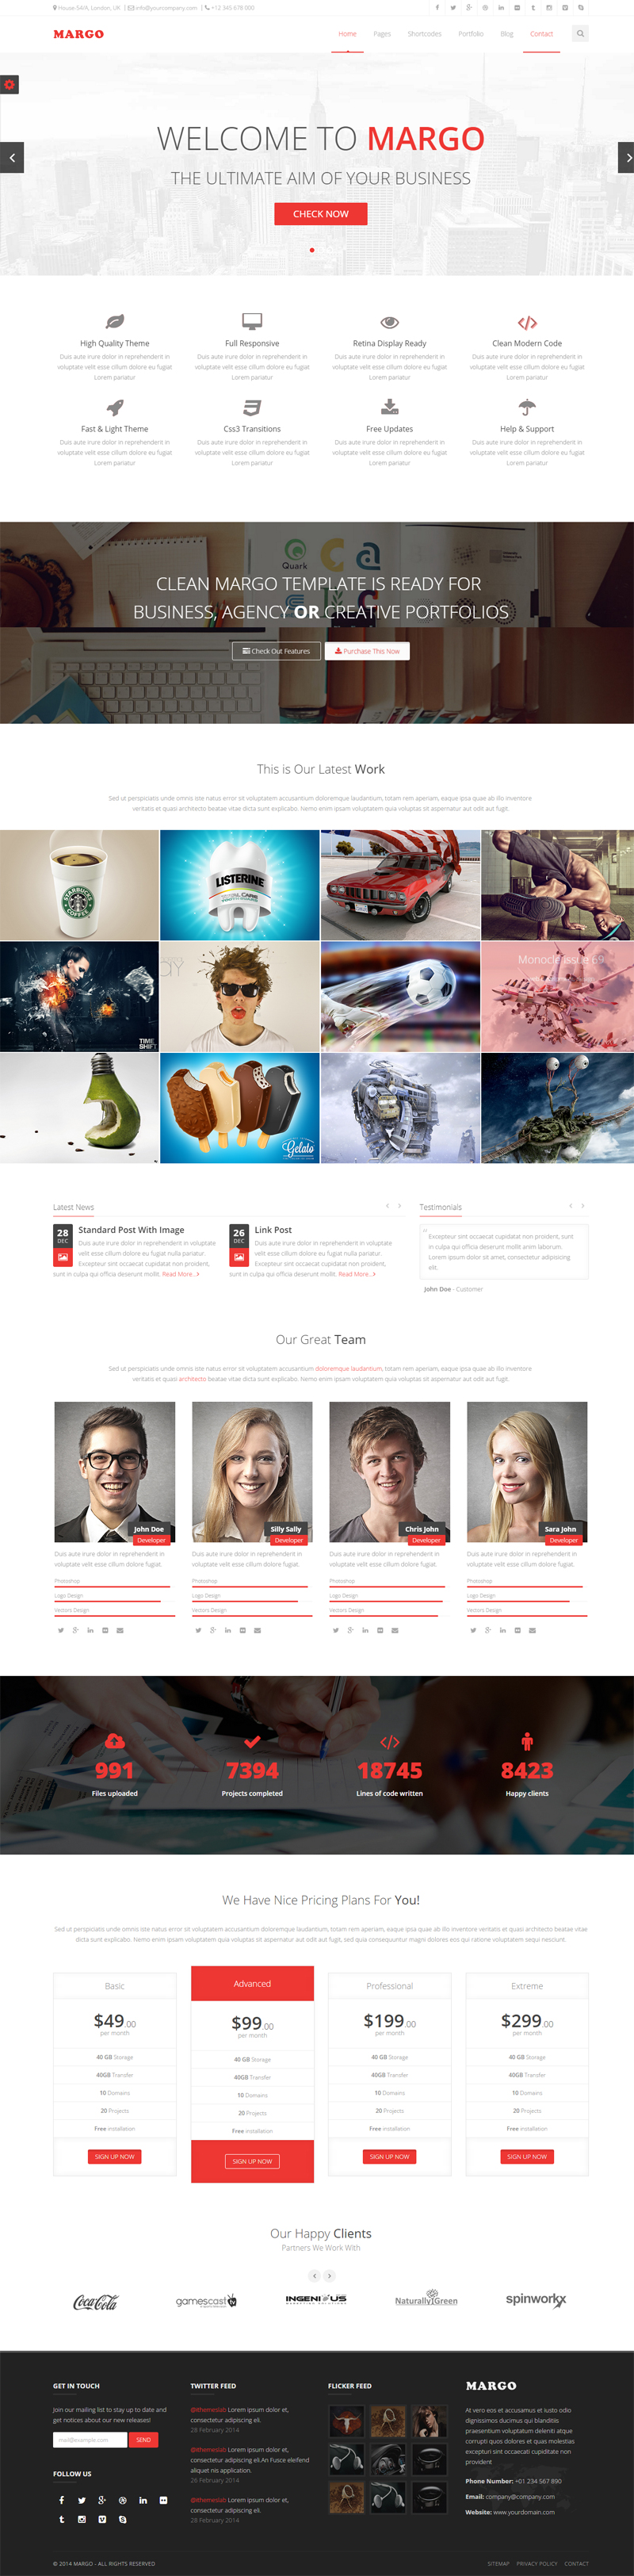 House-54/A, London, UK
info@yourcompany.com
+12 345 678 000
MARGO
Home
Pages
Shortcodes
Portfolio
Blog
Contact
WELCOME TO MARGO
THE ULTIMATE AIM OF YOUR BUSINESS
CHECK NOW
High Quality Theme
Duis aute irure dolor in reprehenderit in
voluptate velit esse cillum dolore eu fugiat
Lorem pariatur
Full Responsive
Duis aute irure dolor in reprehenderit in
voluptate velit esse cillum dolore eu fugiat
Lorem pariatur
Retina Display Ready
Duis aute irure dolor in reprehenderit in
voluptate velit esse cillum dolore eu fugiat
Lorem pariatur
Clean Modern Code
Duis aute irure dolor in reprehenderit in
voluptate velit esse cillum dolore eu fugiat
Lorem pariatur
Fast & Light Theme
Duis aute irure dolor in reprehenderit in
voluptate velit esse cillum dolore eu fugiat
Lorem pariatur
Css3 Transitions
Duis aute irure dolor in reprehenderit in
voluptate velit esse cillum dolore eu fugiat
Lorem pariatur
Free Updates
Duis aute irure dolor in reprehenderit in
voluptate velit esse cillum dolore eu fugiat
Lorem pariatur
Help & Support
Duis aute irure dolor in reprehenderit in
voluptate velit esse cillum dolore eu fugiat
Lorem pariatur
Quark
CLEAN MARGO TEMPLATE IS READY FOR
BUSINESS, AGENCY OR CREATIVE PORTFOLIOS
Check Out Features
Purchase This Now
This is Our Latest Work
Sed ut perspiciatis unde omnis iste natus error sit voluptatem accusantium doloremque laudantium, totam rem aperiam, eaque ipsa quae ab illo inventore
veritatis et quasi architecto beatae vitae dicta sunt explicabo. Nemo enim ipsam voluptatem quia voluptas sit aspernatur aut odit aut fugit.
STARBUCKS
COFFEE
LISTERINE
TOTAL CARE
Monocle Issue 69
TIME
SHIFT
Gelato
Latest News
28
DEC
Standard Post With Image
Duis aute irure dolor in reprehenderit in voluptate
velit esse cillum dolore eu fugiat nulla pariatur.
Excepteur sint occaecat cupidatat non proident,
sunt in culpa qui officia deserunt mollit. Read More...
26
DEC
Link Post
Duis aute irure dolor in reprehenderit in voluptate
velit esse cillum dolore eu fugiat nulla pariatur.
Excepteur sint occaecat cupidatat non proident,
sunt in culpa qui officia deserunt mollit. Read More...
Testimonials
Excepteur sint occaecat cupidatat non proident, sunt
in culpa qui officia deserunt mollit anim laborum.
Lorem ipsum dolor sit amet, consectetur adipisicing
elit.
John Doe - Customer
Our Great Team
Sed ut perspiciatis unde omnis iste natus error sit voluptatem accusantium doloremque laudantium, totam rem aperiam, eaque ipsa quae ab illo inventore
veritatis et quasi architecto beatae vitae dicta sunt explicabo. Nemo enim ipsam voluptatem quia voluptas sit aspernatur aut odit aut fugit.
John Doe
Developer
Duis aute irure dolor in reprehenderit in
voluptate velit esse cillum dolore fugiat.
Photoshop
Logo Design
Vectors Design
Silly Sally
Developer
Duis aute irure dolor in reprehenderit in
voluptate velit esse cillum dolore fugiat.
Photoshop
Logo Design
Vectors Design
Chris John
Developer
Duis aute irure dolor in reprehenderit in
voluptate velit esse cillum dolore fugiat.
Photoshop
Logo Design
Vectors Design
Sara John
Developer
Duis aute irure dolor in reprehenderit in
voluptate velit esse cillum dolore fugiat.
Photoshop
Logo Design
Vectors Design
991
Files uploaded
7394
Projects completed
18745
Lines of code written
8423
Happy clients
We Have Nice Pricing Plans For You!
Sed ut perspiciatis unde omnis iste natus error sit voluptatem accusantium doloremque laudantium, totam rem aperiam, eaque ipsa quae ab illo inventore veritatis et quasi architecto beatae vitae
dicta sunt explicabo. Nemo enim ipsam voluptatem quia voluptas sit aspernatur aut odit aut fugit, sed quia consequuntur magni dolores eos qui ratione voluptatem sequi nesciunt.
Basic
$49.00
per month
40 GB Storage
40GB Transfer
10 Domains
20 Projects
Free installation
SIGN UP NOW
Advanced
$99.00
per month
40 GB Storage
40GB Transfer
10 Domains
20 Projects
Free installation
SIGN UP NOW
Professional
$199.00
per month
40 GB Storage
40GB Transfer
10 Domains
20 Projects
Free installation
SIGN UP NOW
Extreme
$299.00
per month
40 GB Storage
40GB Transfer
10 Domains
20 Projects
Free installation
SIGN UP NOW
Our Happy Clients
Partners We Work With
Coca-Cola
gamescast tv
INGENIOUS
Naturally Green
spinworkx
GET IN TOUCH
Join our mailing list to stay up to date and
get notices about our new releases!
mail@example.com
SEND
FOLLOW US
TWITTER FEED
@ithemeslab Lorem ipsum dolor et,
consectetur adipiscing eli.
28 February 2014
@ithemeslab Lorem ipsum dolor et,
consectetur adipiscing eli.An Fusce eleifend
aliquet nis application.
26 February 2014
@ithemeslab Lorem ipsum dolor et,
consectetur adipiscing eli.
28 February 2014
FLICKER FEED
MARGO
At vero eos et accusamus et iusto odio
dignissimos ducimus qui blanditiis
praesentium voluptatum deleniti atque
corrupti quos dolores et quas molestias
excepturi sint occaecati cupiditate non
provident
Phone Number: +01 234 567 890
Email: company@company.com
Website: www.yourdomain.com
© 2014 MARGO - ALL RIGHTS RESERVED
SITEMAP
PRIVACY POLICY
CONTACT